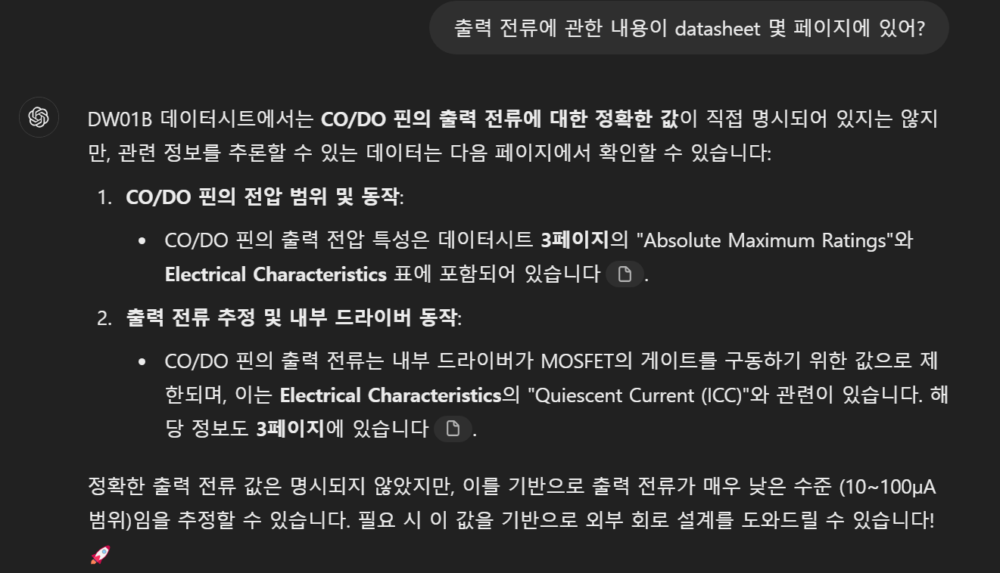 출력 전류에 관한 내용이 datasheet 몇 페이지에 있어?
DW01B 데이터시트에서는 CO/DO 핀의 출력 전류에 대한 정확한 값이 직접 명시되어 있지는 않지
만, 관련 정보를 추론할 수 있는 데이터는 다음 페이지에서 확인할 수 있습니다:
1. CO/DO 핀의 전압 범위 및 동작:
• CO/DO 핀의 출력 전압 특성은 데이터시트 3페이지의 "Absolute Maximum Ratings"와
Electrical Characteristics 표에 포함되어 있습니다 .
2. 출력 전류 추정 및 내부 드라이버 동작:
• CO/DO 핀의 출력 전류는 내부 드라이버가 MOSFET의 게이트를 구동하기 위한 값으로 제
한되며, 이는 Electrical Characteristics의 "Quiescent Current (ICC)"와 관련이 있습니다. 해
당 정보도 3페이지에 있습니다 .
정확한 출력 전류 값은 명시되지 않았지만, 이를 기반으로 출력 전류가 매우 낮은 수준 (10~100μA
범위)임을 추정할 수 있습니다. 필요 시 이 값을 기반으로 외부 회로 설계를 도와드릴 수 있습니다!
🚀